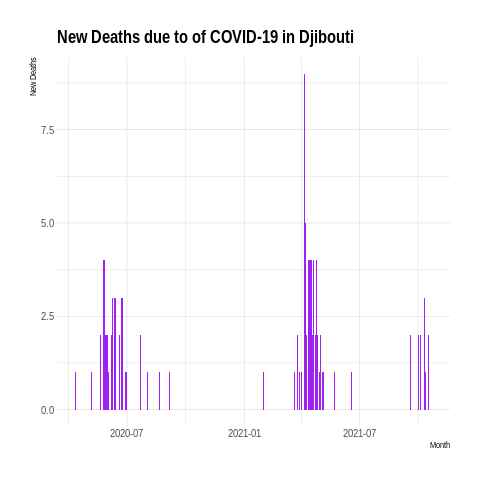 New Deaths due to of COVID-19 in Djibouti
New Deaths
7.5
5.0
2.5
0.0
2020-07 2021-01 2021-07
Month